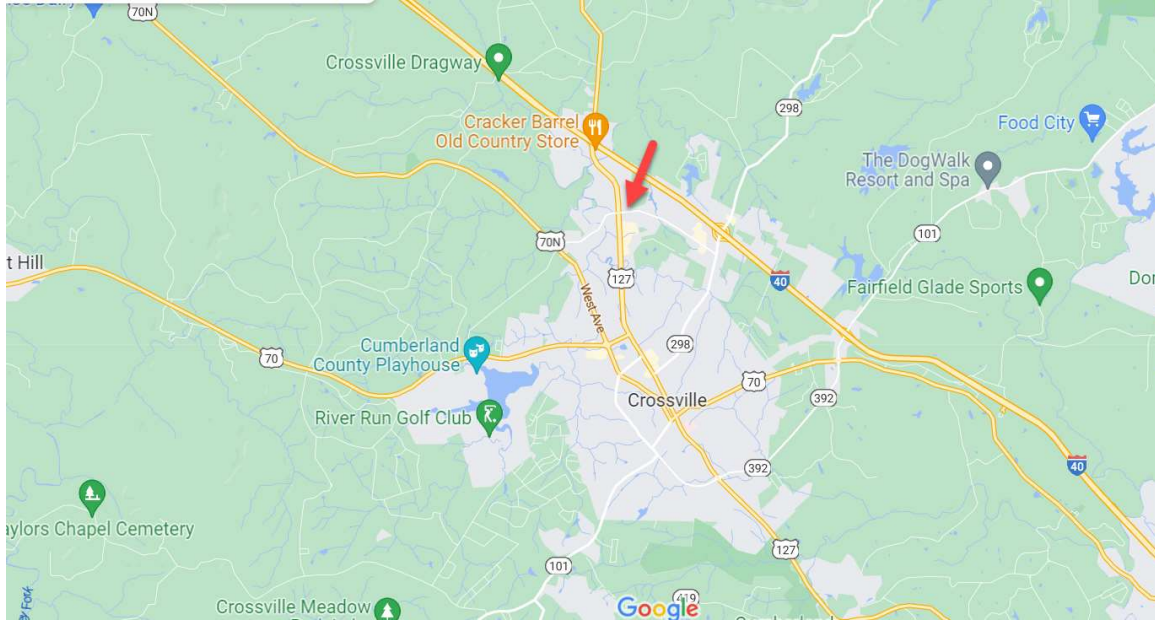 70N
Crossville Dragway
298
Cracker Barrel
Old Country Store
Food City
The DogWalk
Resort and Spa
70N
101
t Hill
127
40
Fairfield Glade Sports
Dor
West Ave
Cumberland
County Playhouse
70
298
70
392
Crossville
River Run Golf Club
392
40
aylors Chapel Cemetery
127
101
Crossville Meadow
Google